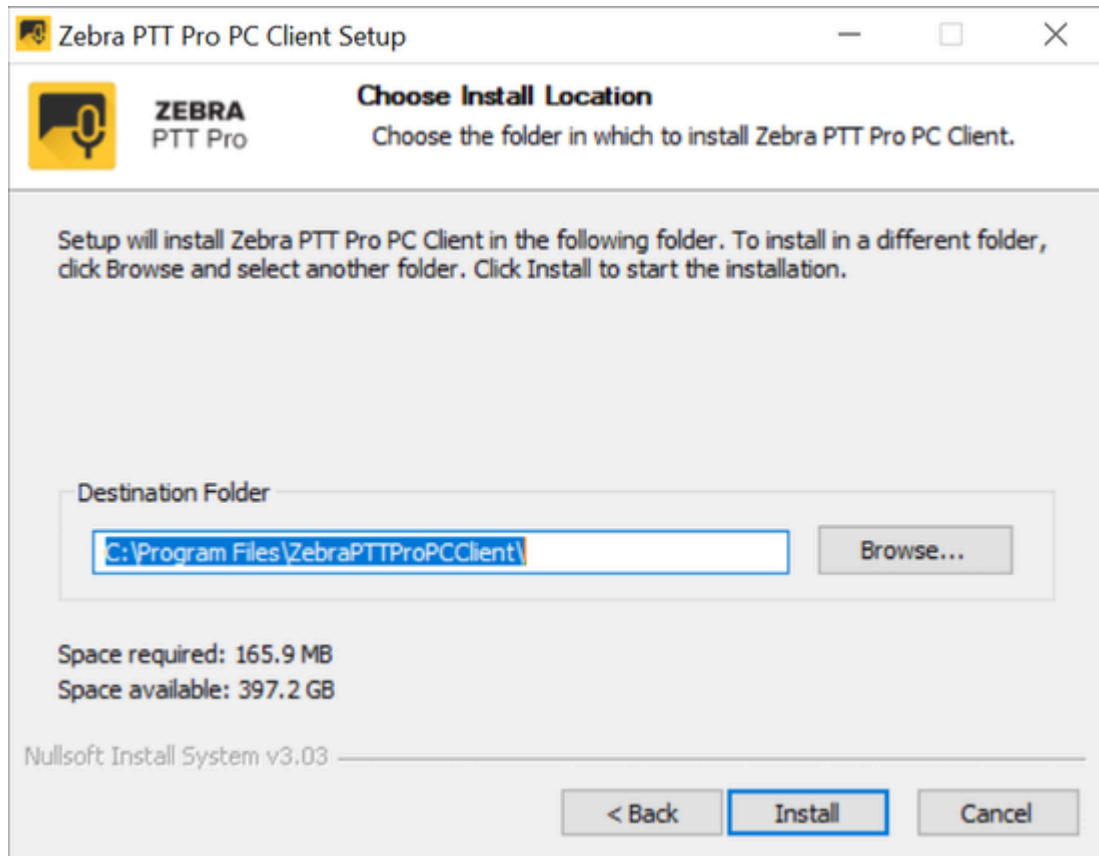 Zebra PTT Pro PC Client Setup
ZEBRA
PTT Pro
Choose Install Location
Choose the folder in which to install Zebra PTT Pro PC Client.
Setup will install Zebra PTT Pro PC Client in the following folder. To install in a different folder,
click Browse and select another folder. Click Install to start the installation.
Destination Folder
C:\Program Files\ZebraPTTProPCClient\
Browse...
Space required: 165.9 MB
Space available: 397.2 GB
Nullsoft Install System v3.03
< Back
Install
Cancel